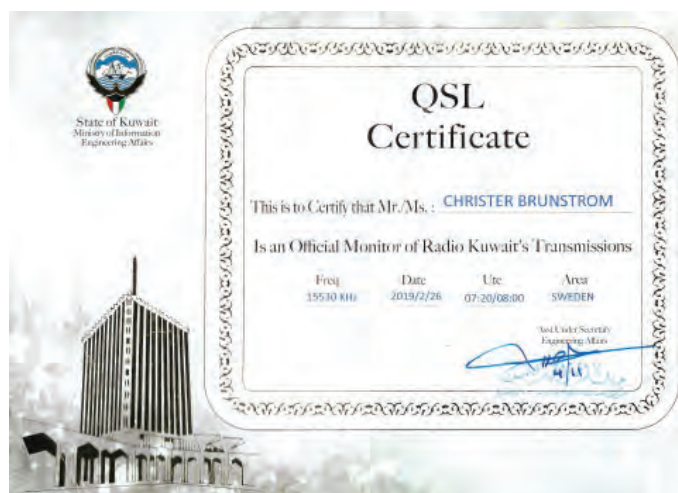 State of Kuwait
Ministry of Information
Engineering Affairs
QSL
Certificate
This is to Certify that Mr./Ms. : CHRISTER BRUNSTROM
Is an Official Monitor of Radio Kuwait's Transmissions
Freq Date Utc Area
15530 KHz 2019/2/26 07:20/08:00 SWEDEN
Asst Under Secretary
Engineering Affairs